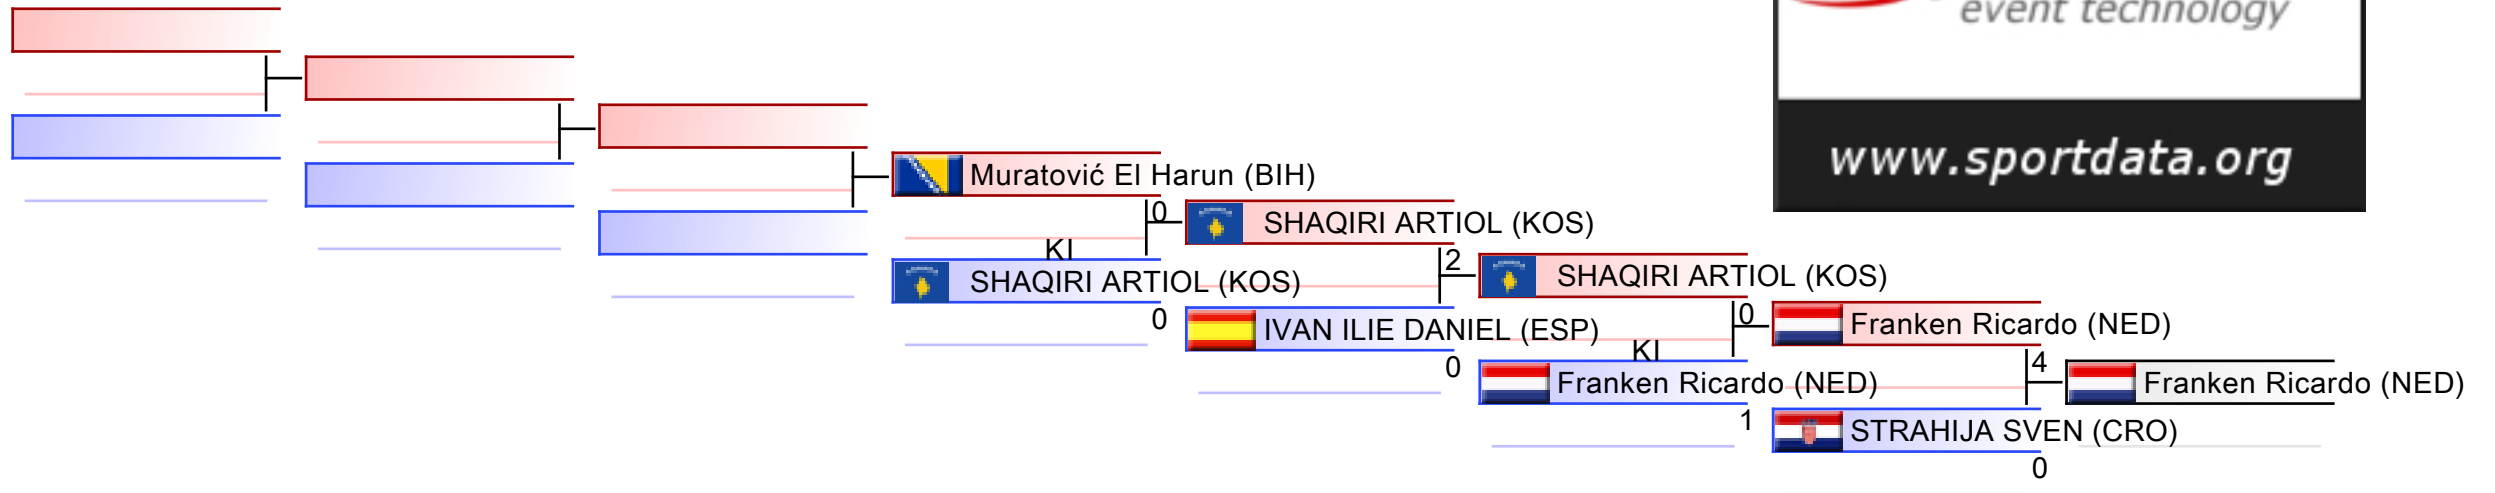 event technology
www.sportdata.org
Muratović El Harun (BIH)
0
SHAQIRI ARTIOL (KOS)
KI
2
SHAQIRI ARTIOL (KOS)
SHAQIRI ARTIOL (KOS)
0
0
IVAN ILIE DANIEL (ESP)
Franken Ricardo (NED)
KI
0
4
Franken Ricardo (NED)
Franken Ricardo (NED)
1
STRAHIJA SVEN (CRO)
0